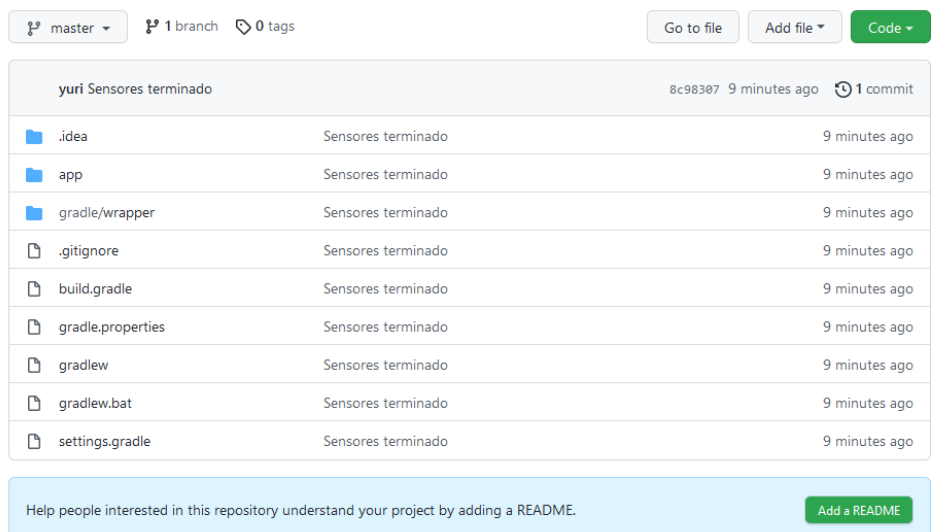 master 1 branch 0 tags Go to file Add file Code
yuri Sensores terminado 8c98307 9 minutes ago 1 commit
.idea Sensores terminado 9 minutes ago
app Sensores terminado 9 minutes ago
gradle/wrapper Sensores terminado 9 minutes ago
.gitignore Sensores terminado 9 minutes ago
build.gradle Sensores terminado 9 minutes ago
gradle.properties Sensores terminado 9 minutes ago
gradlew Sensores terminado 9 minutes ago
gradlew.bat Sensores terminado 9 minutes ago
settings.gradle Sensores terminado 9 minutes ago
Help people interested in this repository understand your project by adding a README. Add a README